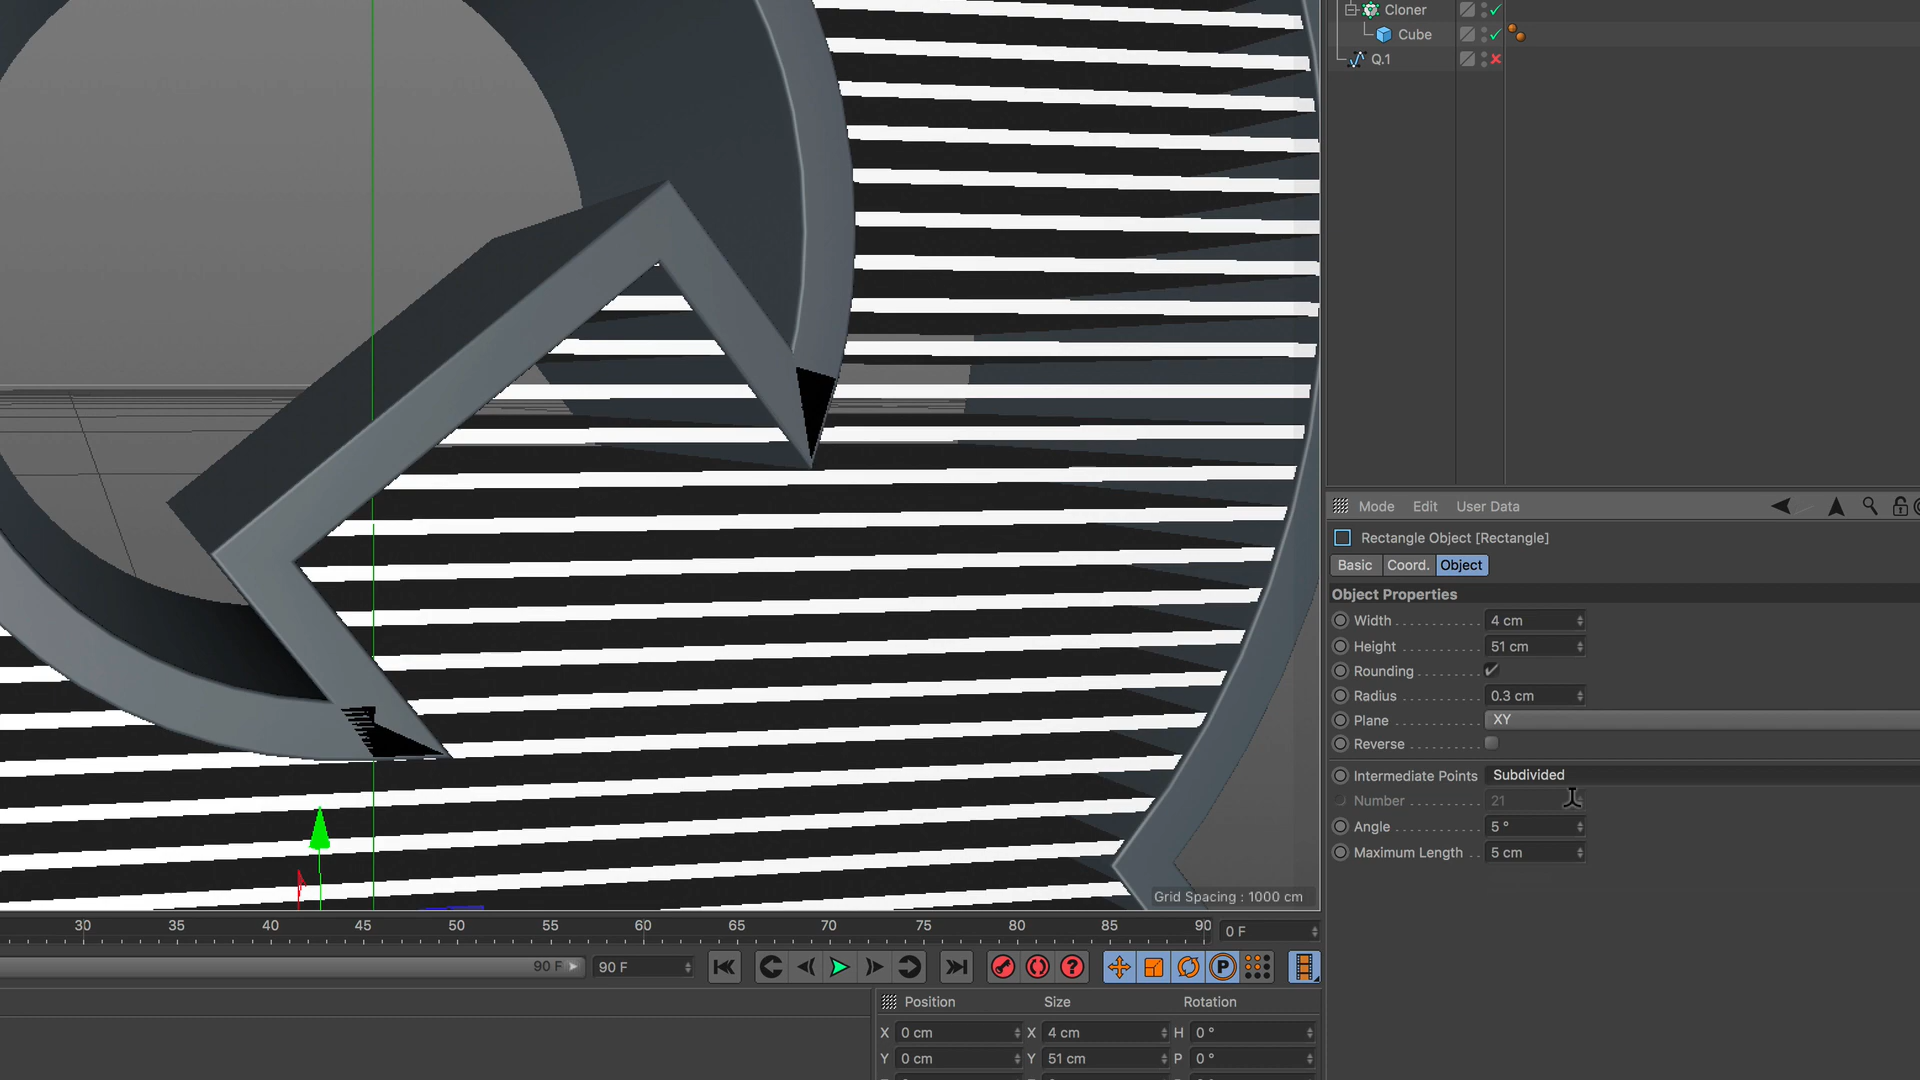 Cloner
Cube
Q.1
Mode Edit User Data
Rectangle Object [Rectangle]
Basic Coord. Object
Object Properties
Width 4 cm
Height 51 cm
Rounding
Radius 0.3 cm
Plane XY
Reverse
Intermediate Points Subdivided
Number 21
Angle 5 °
Maximum Length 5 cm
Grid Spacing : 1000 cm
30 35 40 45 50 55 60 65 70 75 80 85 90 0 F
90 F 90 F P
Position Size Rotation
X 0 cm X 4 cm H 0 °
Y 0 cm Y 51 cm P 0 °